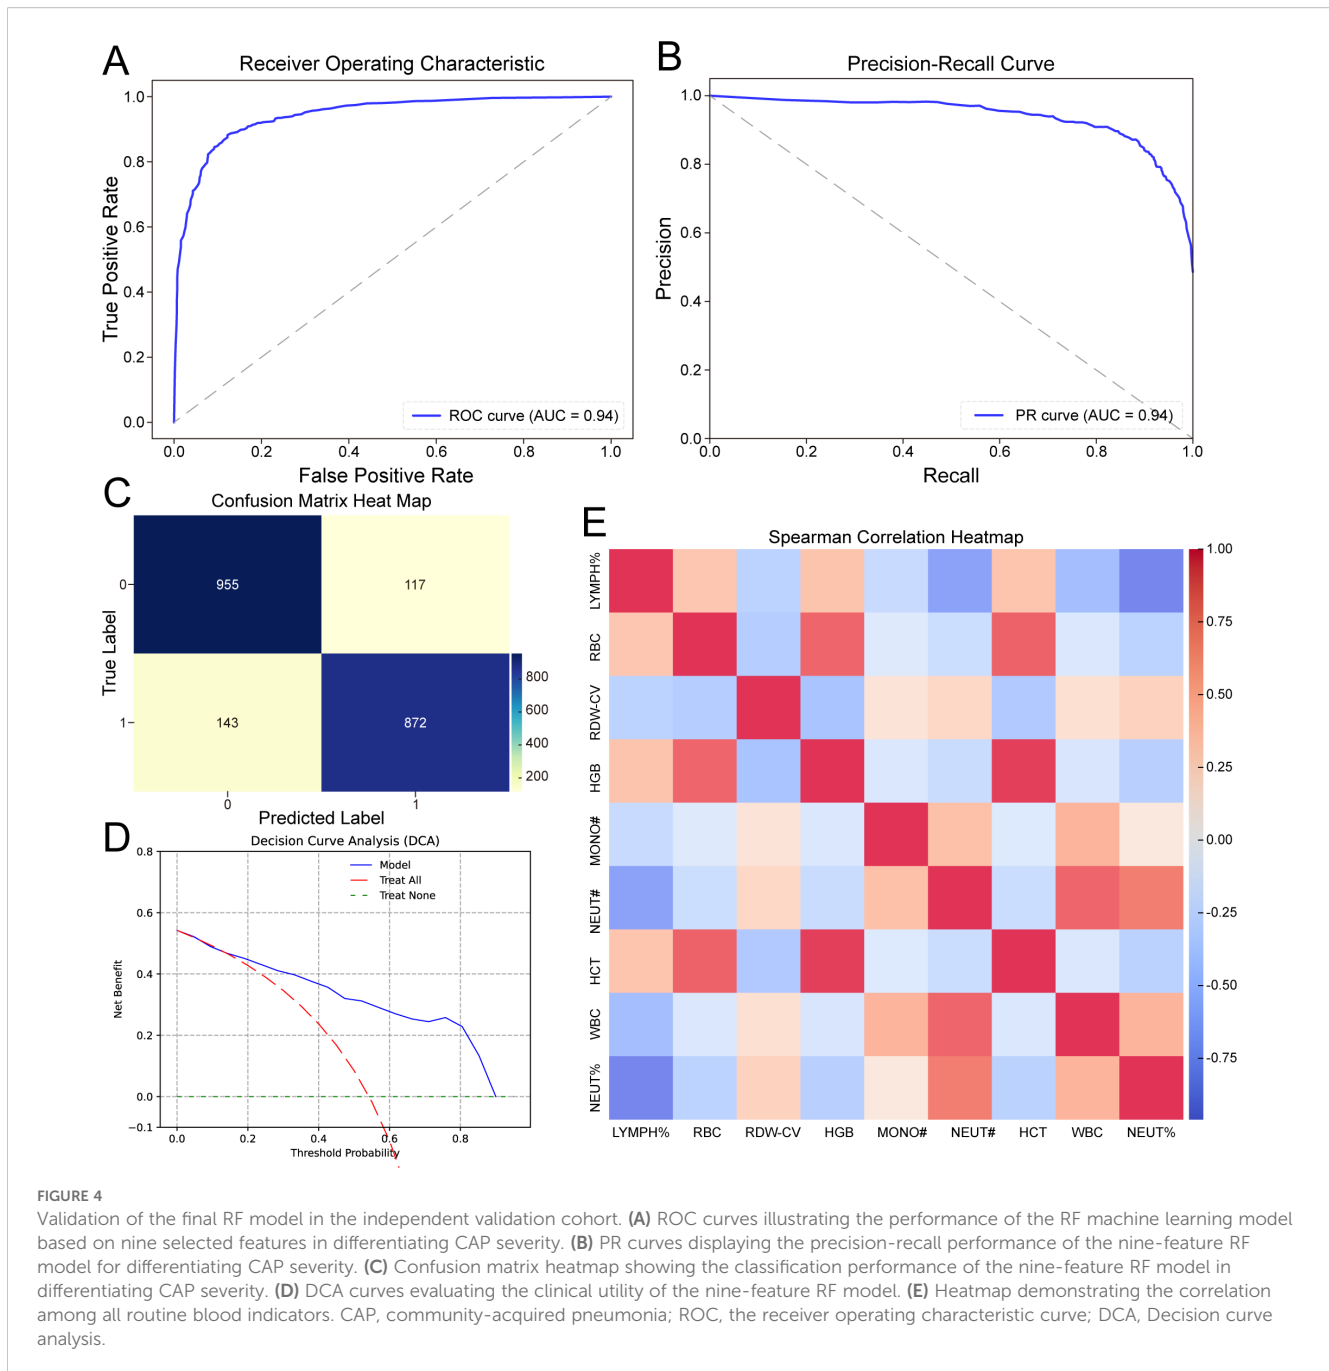 A
Receiver Operating Characteristic
True Positive Rate
1.0
0.8
0.6
0.4
0.2
0.0
ROC curve (AUC = 0.94)
0.0 0.2 0.4 0.6 0.8 1.0
False Positive Rate
B
Precision-Recall Curve
Precision
1.0
0.8
0.6
0.4
0.2
0.0
PR curve (AUC = 0.94)
0.0 0.2 0.4 0.6 0.8 1.0
Recall
C
Confusion Matrix Heat Map
True Label
0
955 117
1
143 872
800
600
400
200
0 1
Predicted Label
D
Decision Curve Analysis (DCA)
Net Benefit
0.8
0.6
0.4
0.2
0.0
−0.1
Model
Treat All
Treat None
0.0 0.2 0.4 0.6 0.8
Threshold Probability
E
Spearman Correlation Heatmap
LYMPH%
RBC
RDW-CV
HGB
MONO#
NEUT#
HCT
WBC
NEUT%
LYMPH% RBC RDW-CV HGB MONO# NEUT# HCT WBC NEUT%
1.00
0.75
0.50
0.25
0.00
-0.25
-0.50
-0.75
FIGURE 4
Validation of the final RF model in the independent validation cohort. (A) ROC curves illustrating the performance of the RF machine learning model
based on nine selected features in differentiating CAP severity. (B) PR curves displaying the precision-recall performance of the nine-feature RF
model for differentiating CAP severity. (C) Confusion matrix heatmap showing the classification performance of the nine-feature RF model in
differentiating CAP severity. (D) DCA curves evaluating the clinical utility of the nine-feature RF model. (E) Heatmap demonstrating the correlation
among all routine blood indicators. CAP, community-acquired pneumonia; ROC, the receiver operating characteristic curve; DCA, Decision curve
analysis.